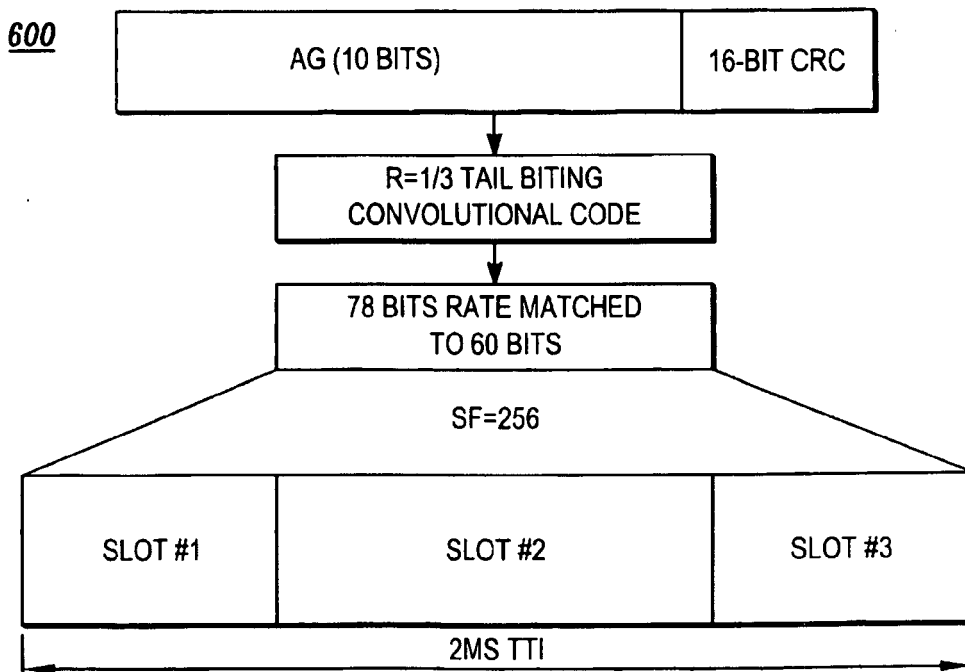 600
AG (10 BITS)
16-BIT CRC
R=1/3 TAIL BITING
CONVOLUTIONAL CODE
78 BITS RATE MATCHED
TO 60 BITS
SF=256
SLOT #1
SLOT #2
SLOT #3
2MS TTI